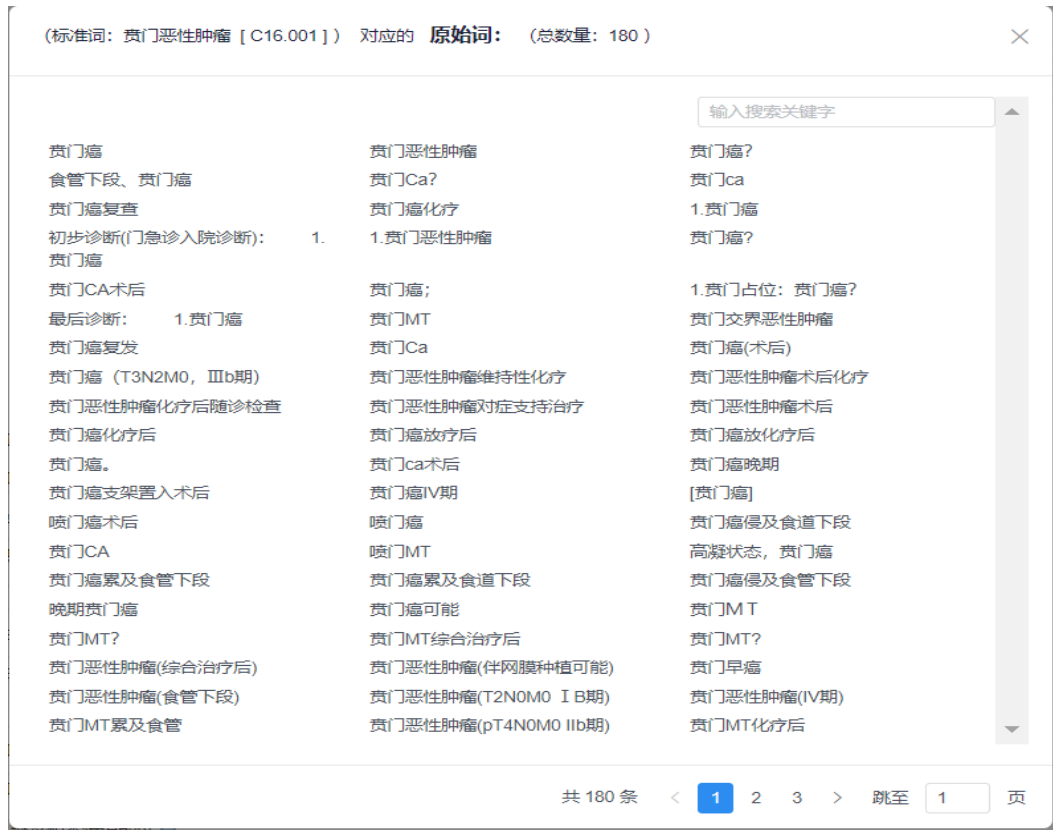 (标准词：贲门恶性肿瘤 [ C16.001 ] ) 对应的 原始词： (总数量：180 )
输入搜索关键字
贲门癌 贲门恶性肿瘤 贲门癌?
食管下段、贲门癌 贲门Ca? 贲门ca
贲门癌复查 贲门癌化疗 1.贲门癌
初步诊断(门急诊入院诊断)： 1. 1.贲门恶性肿瘤 贲门癌?
贲门癌
贲门CA术后 贲门癌; 1.贲门占位：贲门癌?
最后诊断： 1.贲门癌 贲门MT 贲门交界恶性肿瘤
贲门癌复发 贲门Ca 贲门癌(术后)
贲门癌（T3N2M0，Ⅲb期） 贲门恶性肿瘤维持性化疗 贲门恶性肿瘤术后化疗
贲门恶性肿瘤化疗后随诊检查 贲门恶性肿瘤对症支持治疗 贲门恶性肿瘤术后
贲门癌化疗后 贲门癌放疗后 贲门癌放化疗后
贲门癌。 贲门ca术后 贲门癌晚期
贲门癌支架置入术后 贲门癌IV期 [贲门癌]
喷门癌术后 喷门癌 贲门癌侵及食道下段
贲门CA 喷门MT 高凝状态，贲门癌
贲门癌累及食管下段 贲门癌累及食道下段 贲门癌侵及食管下段
晚期贲门癌 贲门癌可能 贲门ＭＴ
贲门MT? 贲门MT综合治疗后 贲门MT?
贲门恶性肿瘤(综合治疗后) 贲门恶性肿瘤(伴网膜种植可能) 贲门早癌
贲门恶性肿瘤(食管下段) 贲门恶性肿瘤(T2N0M0 ⅠB期) 贲门恶性肿瘤(IV期)
贲门MT累及食管 贲门恶性肿瘤(pT4N0M0 IIb期) 贲门MT化疗后
共 180 条 < 1 2 3 > 跳至 1 页